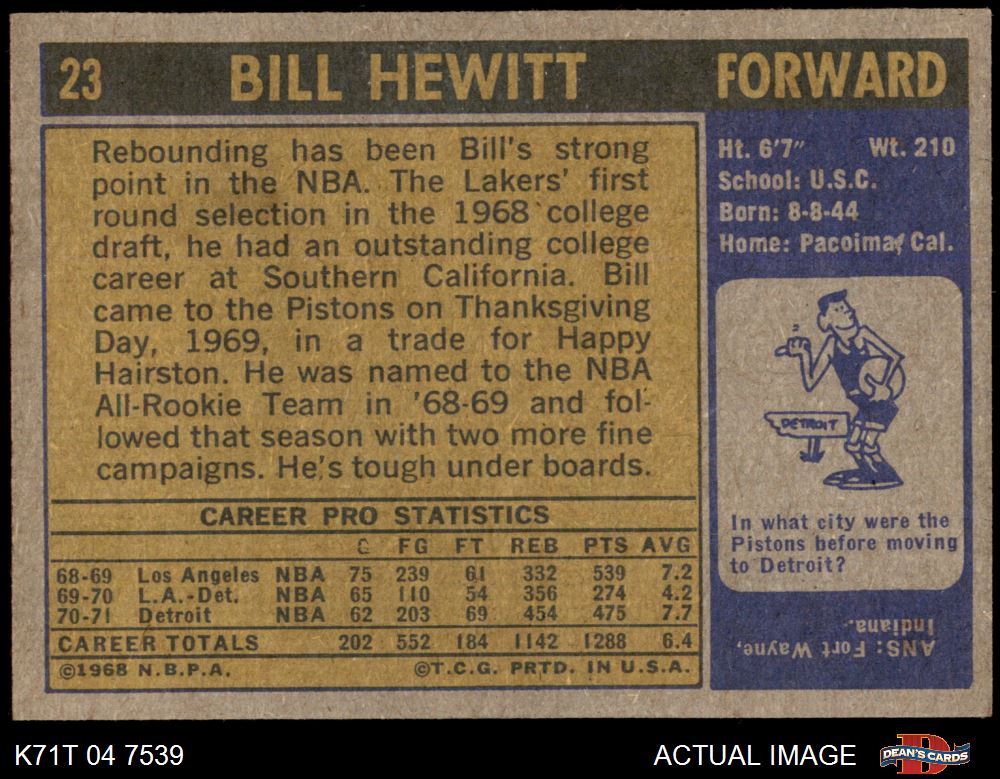 23 BILL HEWITT FORWARD
Rebounding has been Bill's strong
point in the NBA. The Lakers' first
round selection in the 1968 college
draft, he had an outstanding college
career at Southern California. Bill
came to the Pistons on Thanksgiving
Day, 1969, in a trade for Happy
Hairston. He was named to the NBA
All-Rookie Team in '68-69 and fol-
lowed that season with two more fine
campaigns. He's tough under boards.
CAREER PRO STATISTICS
G FG FT REB PTS AVG
68-69 Los Angeles NBA 75 239 61 332 539 7.2
69-70 L.A.-Det. NBA 65 110 54 356 274 4.2
70-71 Detroit NBA 62 203 69 454 475 7.7
CAREER TOTALS 202 552 184 1142 1288 6.4
©1968 N.B.P.A. ©T.C.G. PRTD. IN U.S.A.
Ht. 6'7" Wt. 210
School: U.S.C.
Born: 8-8-44
Home: Pacoima, Cal.
DETROIT
In what city were the
Pistons before moving
to Detroit?
ANS: Fort Wayne,
Indiana.
K71T 04 7539 ACTUAL IMAGE DEAN'S CARDS